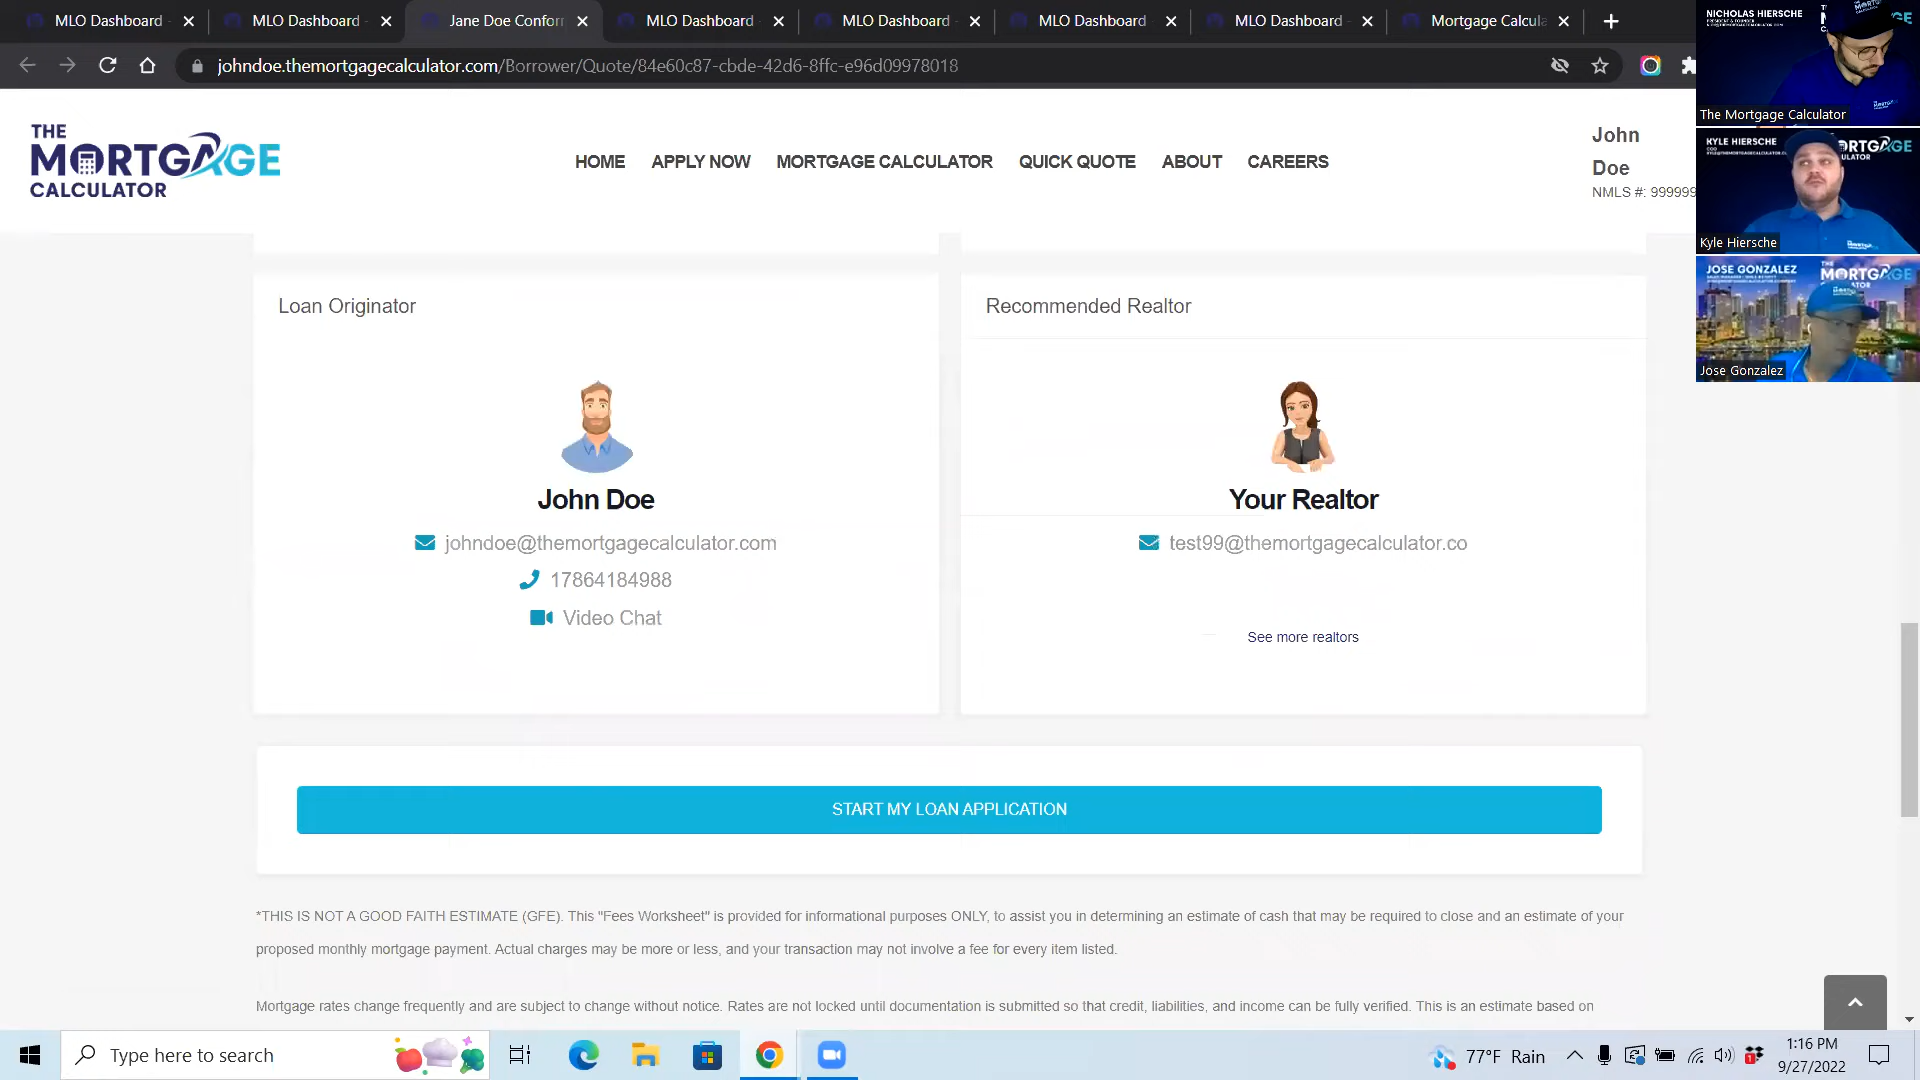 MLO Dashboard
MLO Dashboard
Jane Doe Confor
MLO Dashboard
MLO Dashboard
MLO Dashboard
MLO Dashboard
Mortgage Calcula
johndoe.themortgagecalculator.com/Borrower/Quote/84e60c87-cbde-42d6-8ffc-e96d09978018
THE
MORTGAGE
CALCULATOR
HOME
APPLY NOW
MORTGAGE CALCULATOR
QUICK QUOTE
ABOUT
CAREERS
John
Doe
NMLS #: 999999
NICHOLAS HIERSCHE
The Mortgage Calculator
KYLE HIERSCHE
Kyle Hiersche
JOSE GONZALEZ
THE
MORTGAGE
Jose Gonzalez
Loan Originator
John Doe
johndoe@themortgagecalculator.com
17864184988
Video Chat
Recommended Realtor
Your Realtor
test99@themortgagecalculator.co
See more realtors
START MY LOAN APPLICATION
*THIS IS NOT A GOOD FAITH ESTIMATE (GFE). This "Fees Worksheet" is provided for informational purposes ONLY, to assist you in determining an estimate of cash that may be required to close and an estimate of your
proposed monthly mortgage payment. Actual charges may be more or less, and your transaction may not involve a fee for every item listed.
Mortgage rates change frequently and are subject to change without notice. Rates are not locked until documentation is submitted so that credit, liabilities, and income can be fully verified. This is an estimate based on
Type here to search
77°F Rain
1:16 PM
9/27/2022